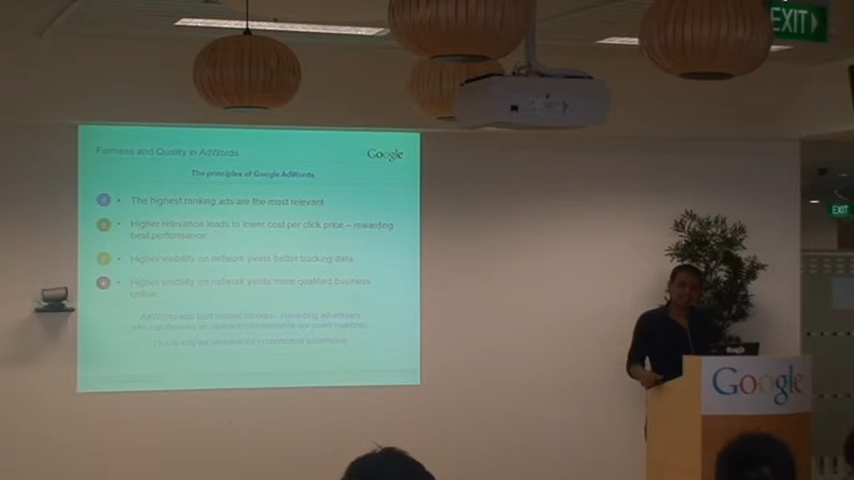 EXIT
Fairness and Quality in AdWords
Google
The principles of Google AdWords
The highest ranking ads are the most relevant
Higher relevance leads to lower cost per click price – rewarding
best performance
Higher visibility on network yields better tracking data
Higher visibility on network yields more qualified business
online
EXIT
Google